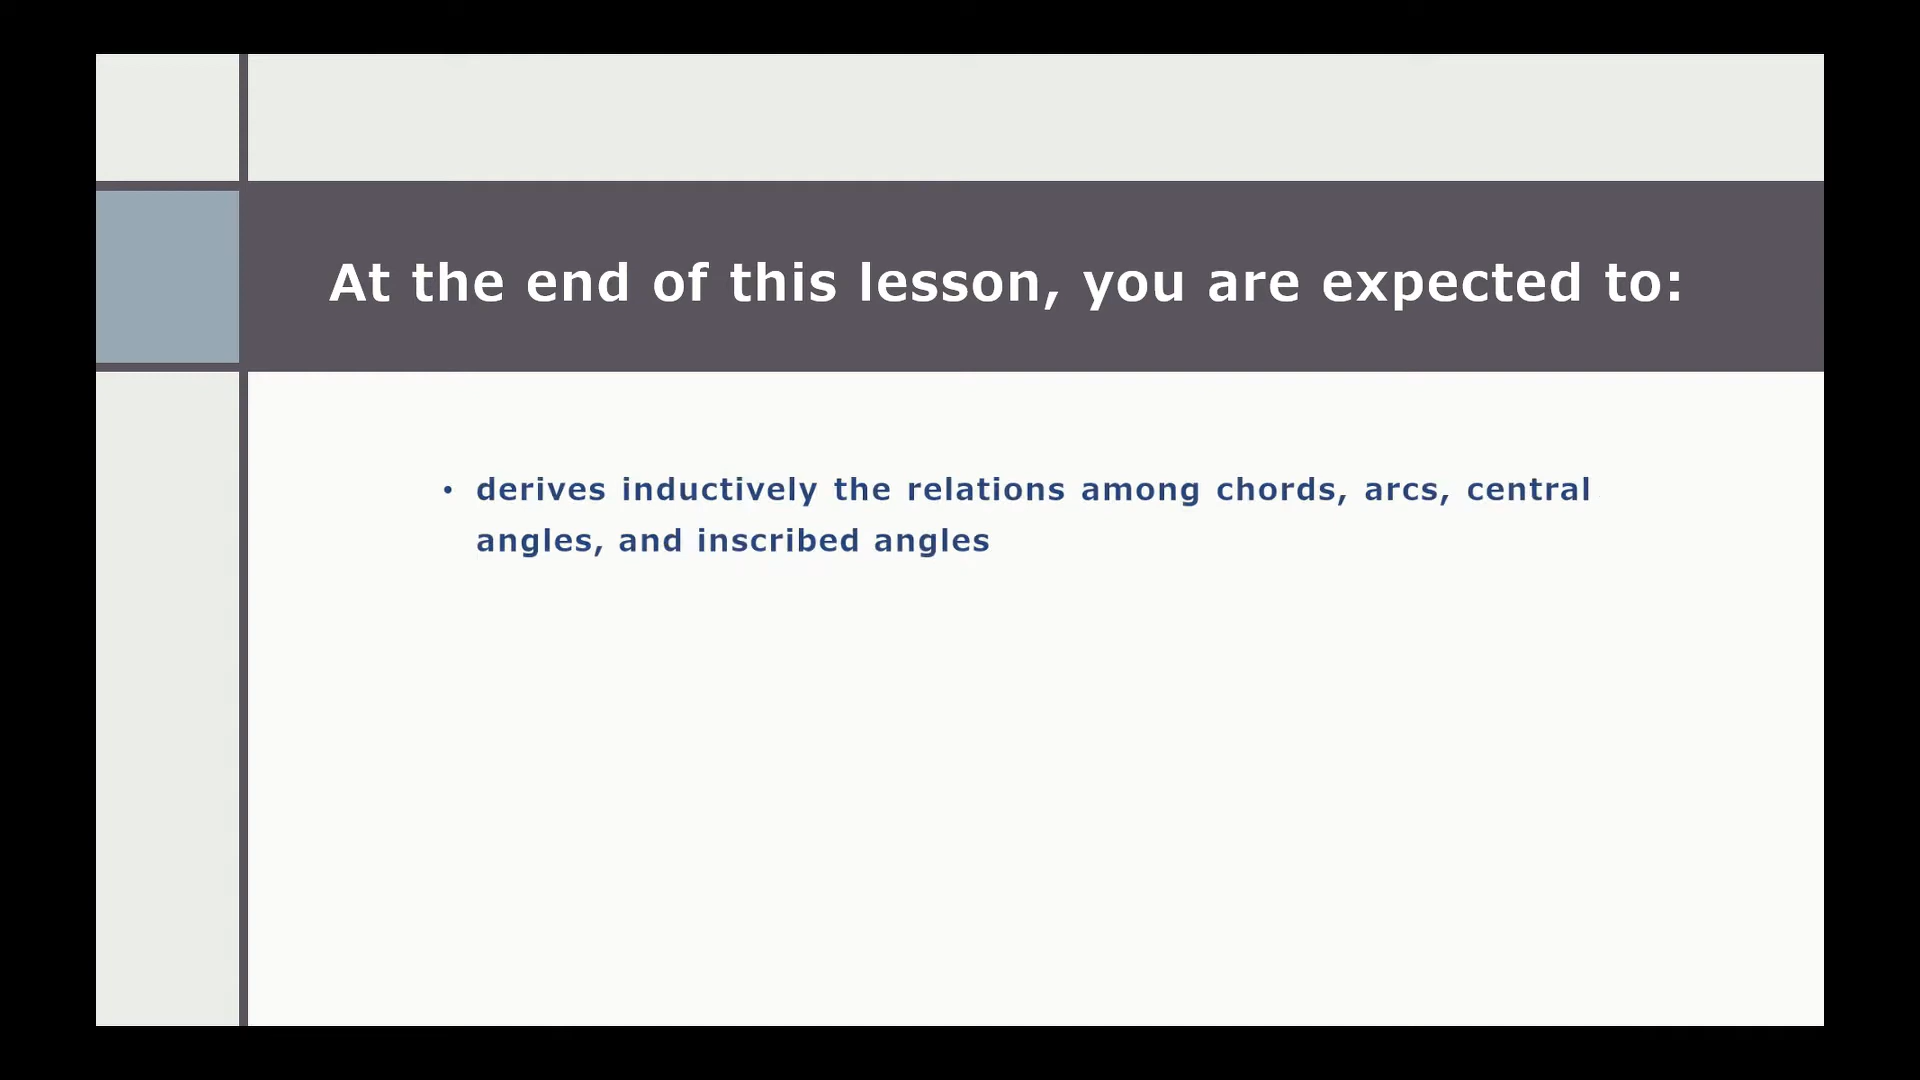 At the end of this lesson, you are expected to:
• derives inductively the relations among chords, arcs, central
angles, and inscribed angles